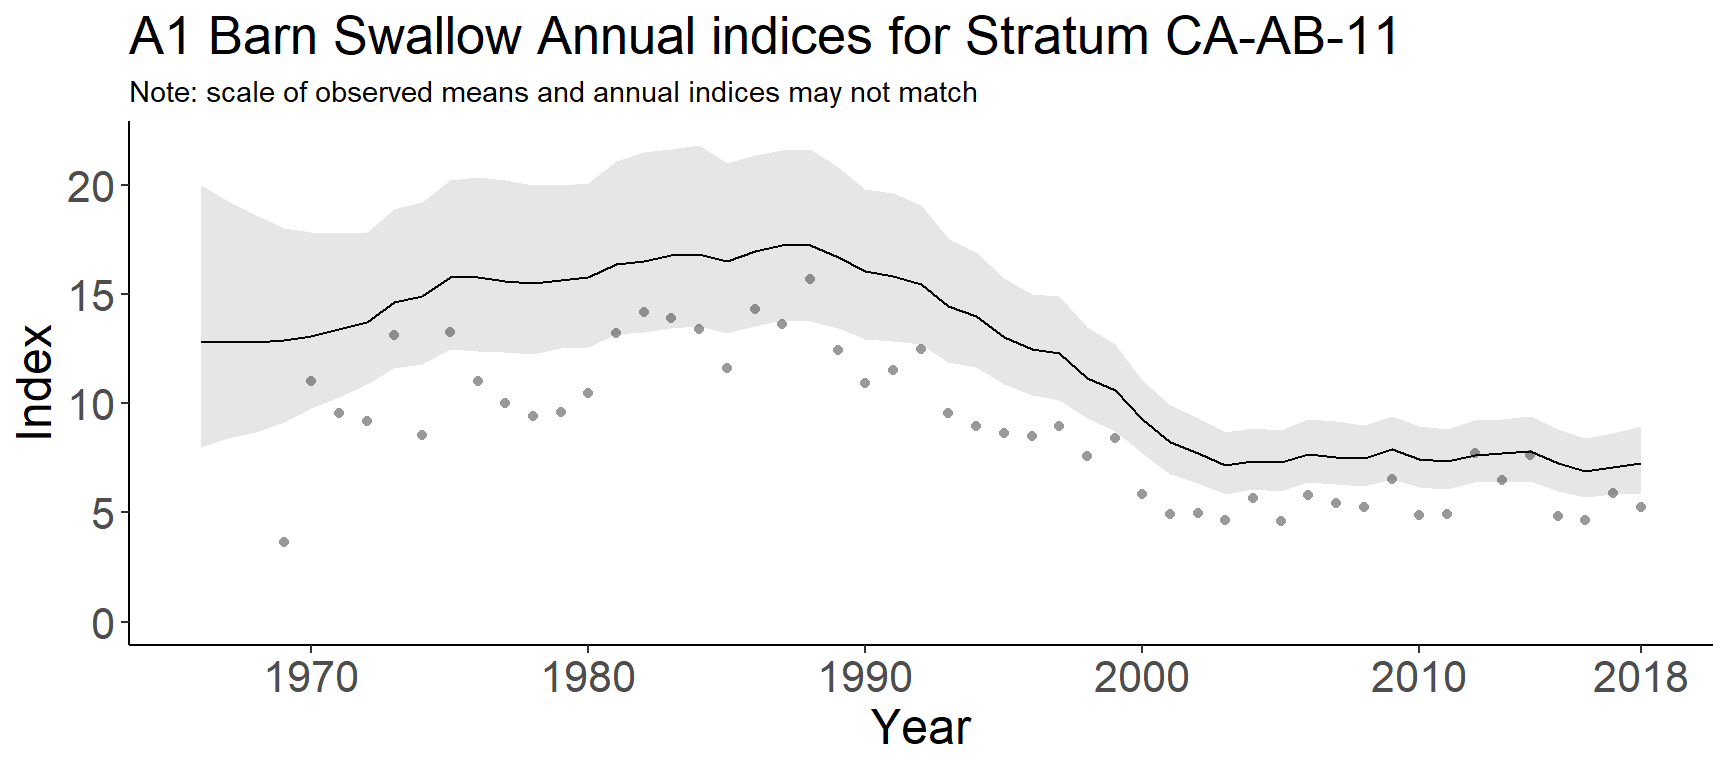 A1 Barn Swallow Annual indices for Stratum CA-AB-11
Note: scale of observed means and annual indices may not match
20
15
10
5
0
Index
1970 1980 1990 2000 2010 2018
Year